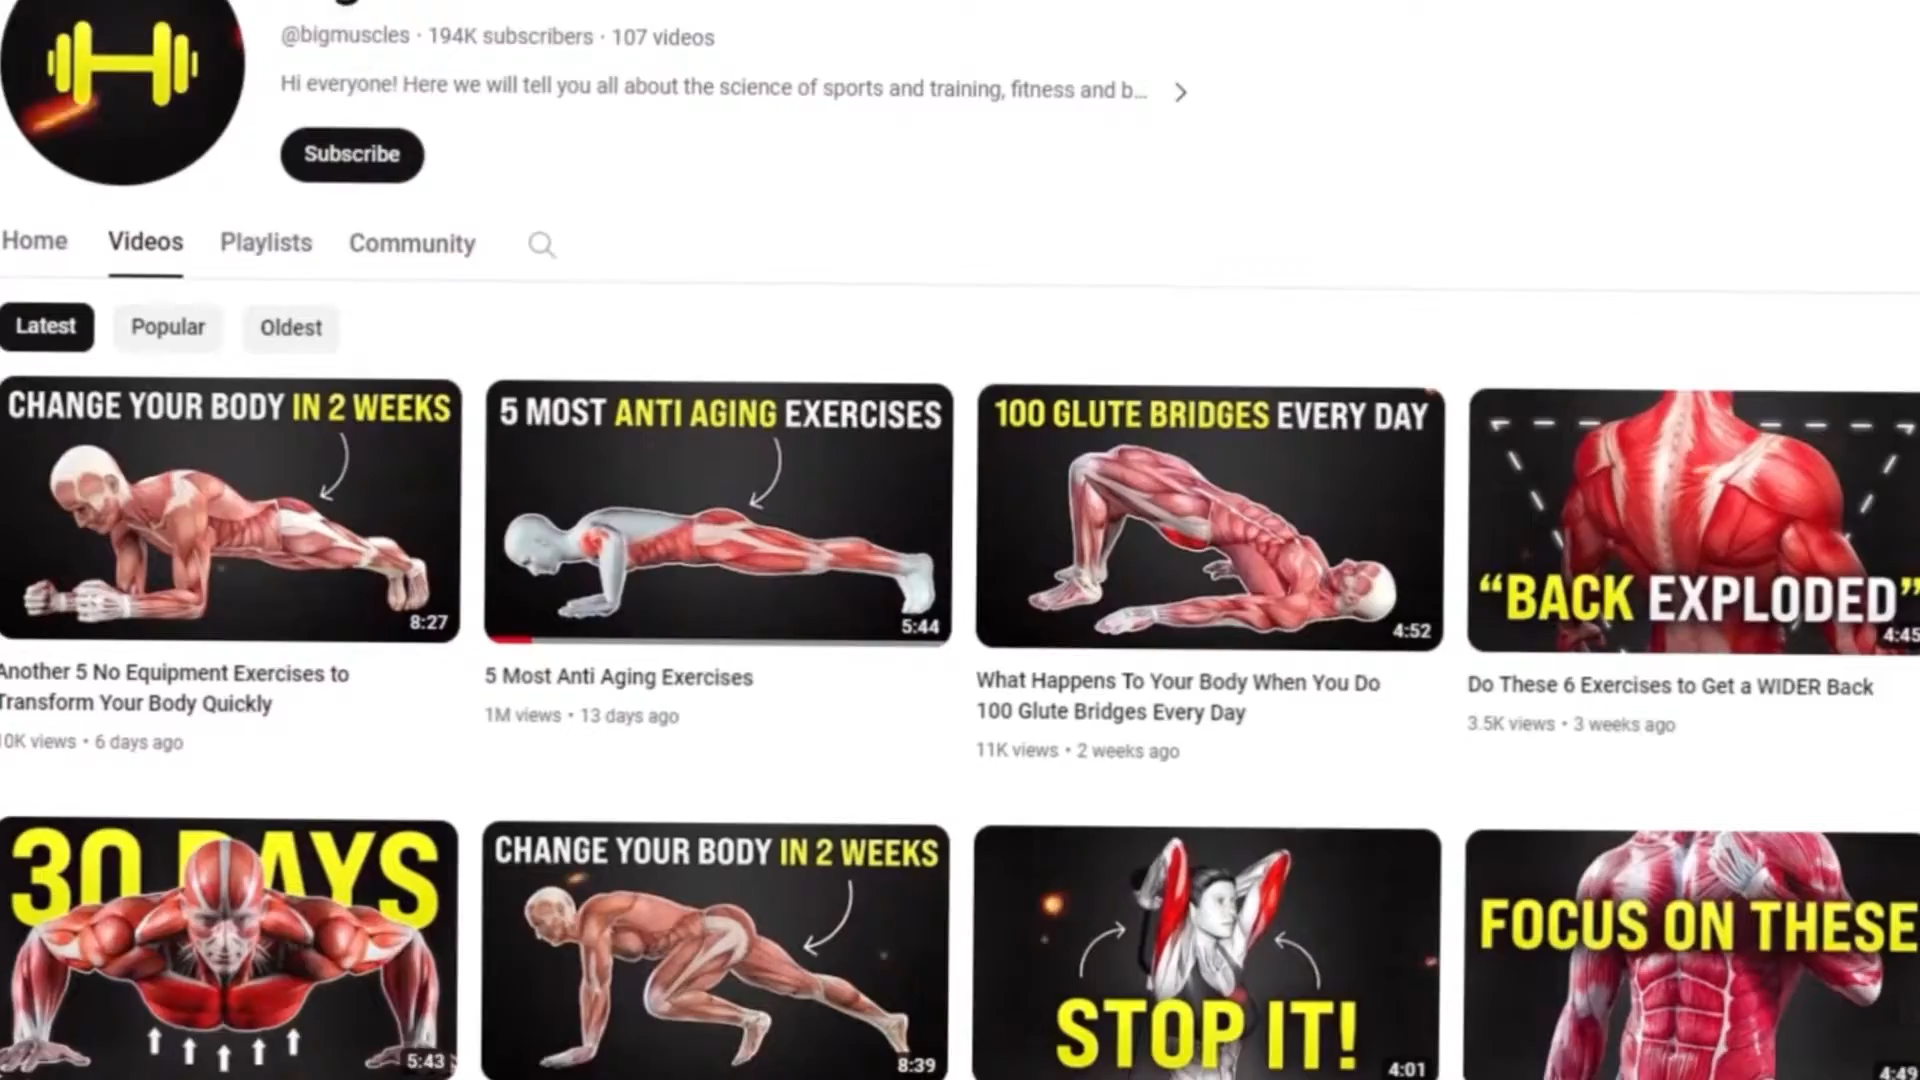 @bigmuscles · 194K subscribers · 107 videos
Hi everyone! Here we will tell you all about the science of sports and training, fitness and b...
Subscribe
Home Videos Playlists Community
Latest Popular Oldest
CHANGE YOUR BODY IN 2 WEEKS
8:27
Another 5 No Equipment Exercises to
Transform Your Body Quickly
10K views • 6 days ago
5 MOST ANTI AGING EXERCISES
5:44
5 Most Anti Aging Exercises
1M views • 13 days ago
100 GLUTE BRIDGES EVERY DAY
4:52
What Happens To Your Body When You Do
100 Glute Bridges Every Day
11K views • 2 weeks ago
“BACK EXPLODED”
4:45
Do These 6 Exercises to Get a WIDER Back
3.5K views • 3 weeks ago
30 DAYS
5:43
CHANGE YOUR BODY IN 2 WEEKS
8:39
STOP IT!
4:01
FOCUS ON THESE
4:49